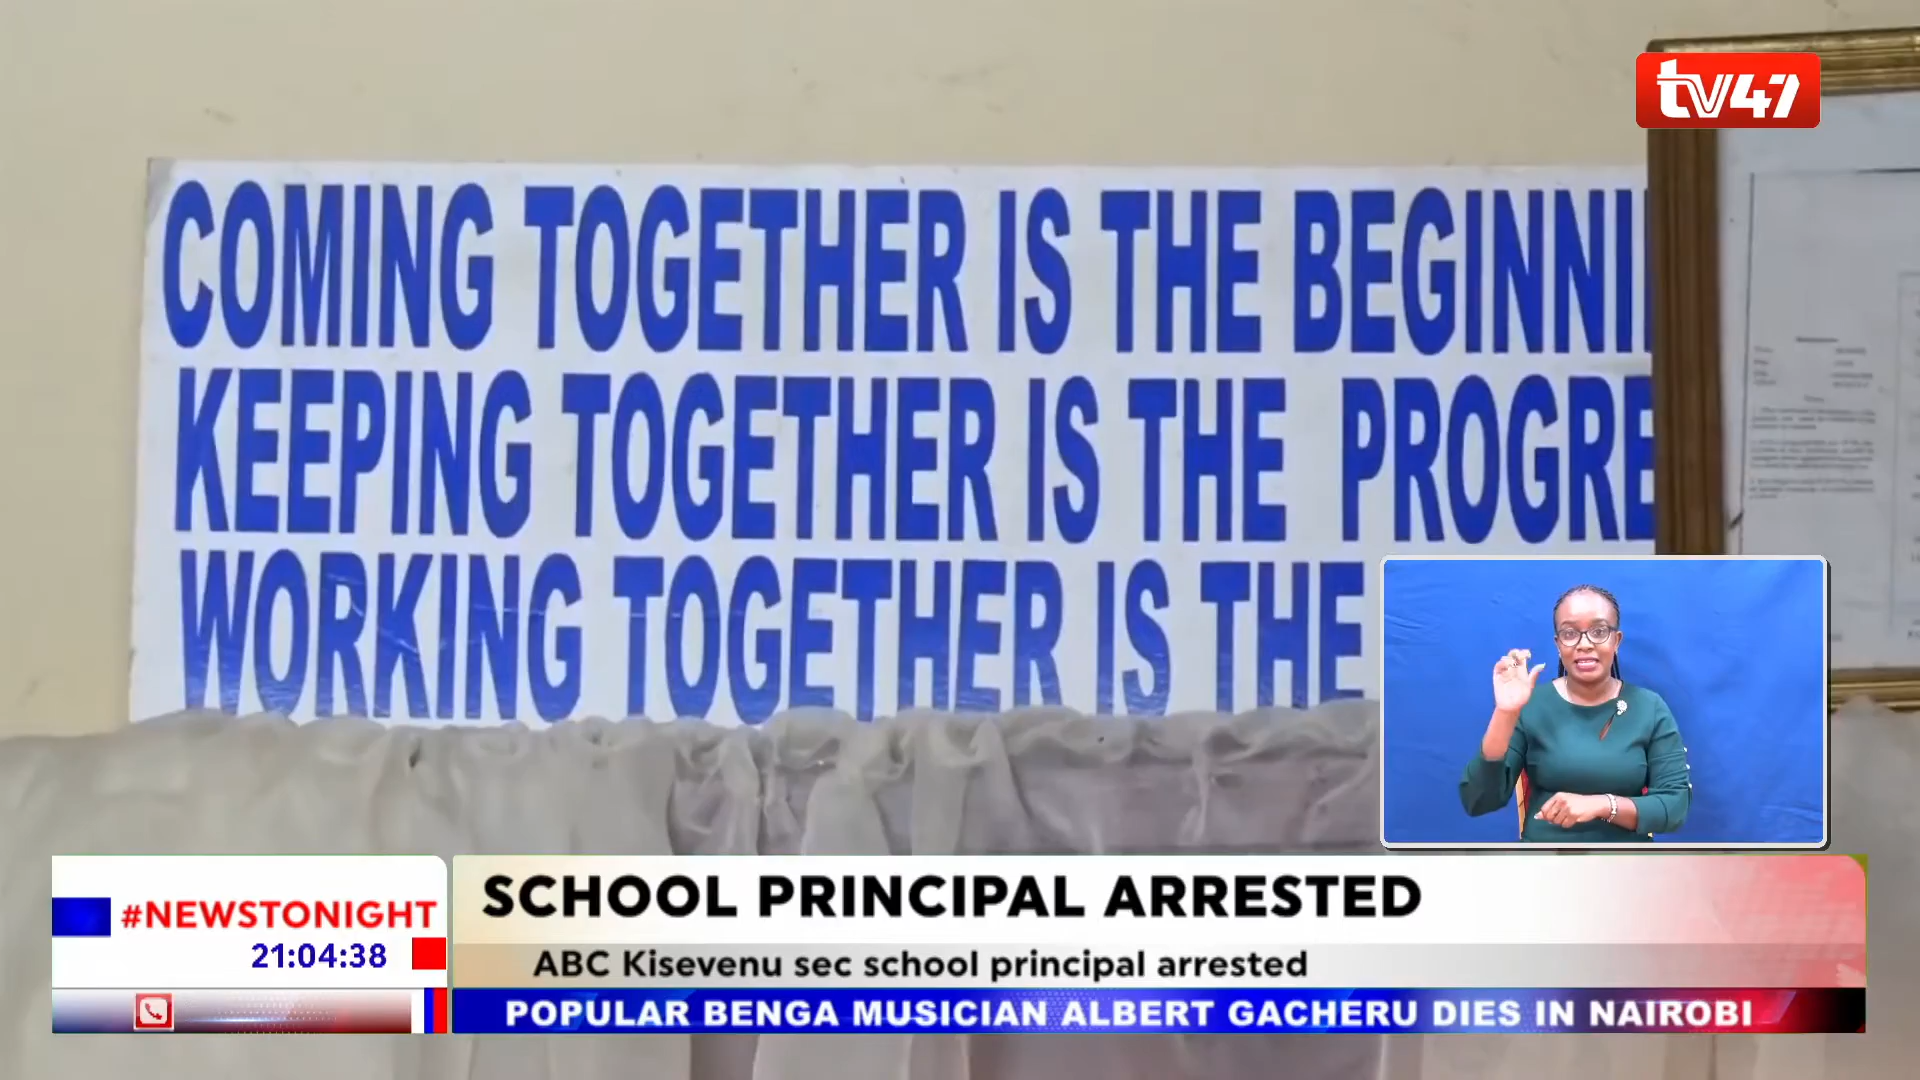 tv47
COMING TOGETHER IS THE BEGINNI
KEEPING TOGETHER IS THE PROGRE
WORKING TOGETHER IS THE
#NEWSTONIGHT
21:04:38
SCHOOL PRINCIPAL ARRESTED
ABC Kisevenu sec school principal arrested
POPULAR BENGA MUSICIAN ALBERT GACHERU DIES IN NAIROBI